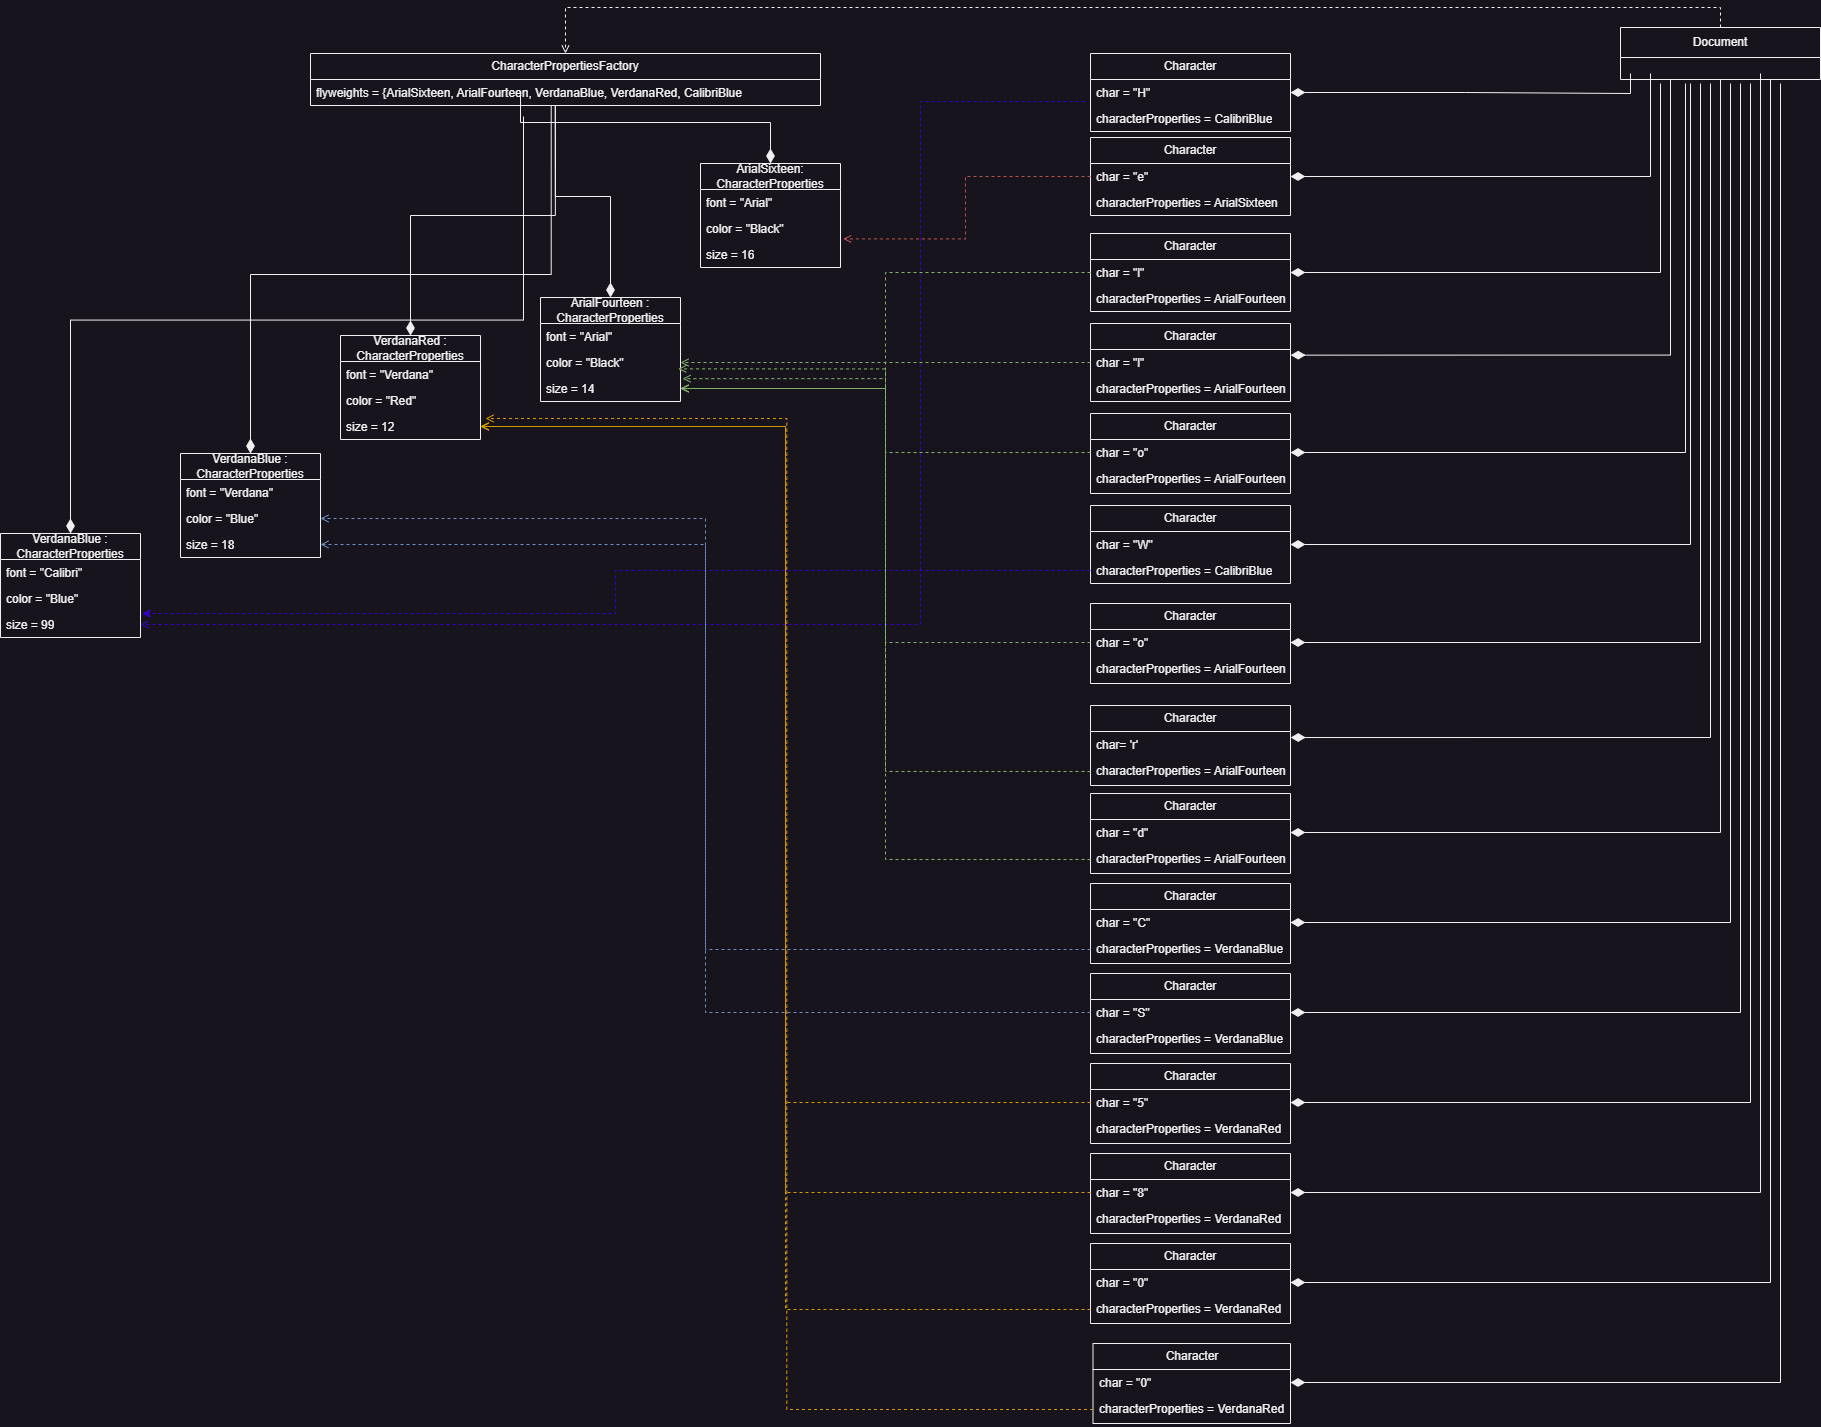 Document
CharacterPropertiesFactory
flyweights = {ArialSixteen, ArialFourteen, VerdanaBlue, VerdanaRed, CalibriBlue
ArialSixteen:
CharacterProperties
font = "Arial"
color = "Black"
size = 16
ArialFourteen :
CharacterProperties
font = "Arial"
color = "Black"
size = 14
VerdanaRed :
CharacterProperties
font = "Verdana"
color = "Red"
size = 12
VerdanaBlue :
CharacterProperties
font = "Verdana"
color = "Blue"
size = 18
VerdanaBlue :
CharacterProperties
font = "Calibri"
color = "Blue"
size = 99
Character
char = "H"
characterProperties = CalibriBlue
Character
char = "e"
characterProperties = ArialSixteen
Character
char = "l"
characterProperties = ArialFourteen
Character
char = "l"
characterProperties = ArialFourteen
Character
char = "o"
characterProperties = ArialFourteen
Character
char = "W"
characterProperties = CalibriBlue
Character
char = "o"
characterProperties = ArialFourteen
Character
char= 'r'
characterProperties = ArialFourteen
Character
char = "d"
characterProperties = ArialFourteen
Character
char = "C"
characterProperties = VerdanaBlue
Character
char = "S"
characterProperties = VerdanaBlue
Character
char = "5"
characterProperties = VerdanaRed
Character
char = "8"
characterProperties = VerdanaRed
Character
char = "0"
characterProperties = VerdanaRed
Character
char = "0"
characterProperties = VerdanaRed